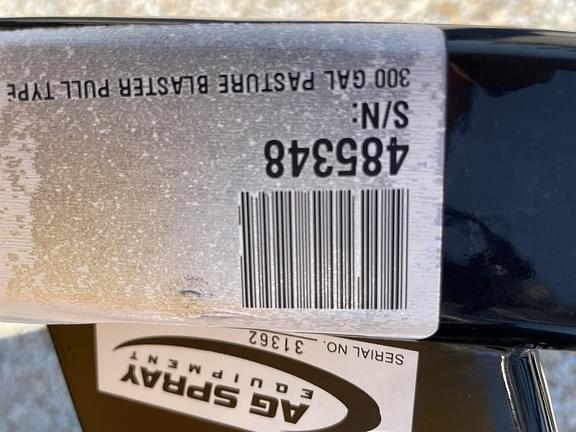 AG SPRAY
EQUIPMENT
SERIAL NO. 31362
485348
S/N:
300 GAL PASTURE BLASTER PULL TYPE